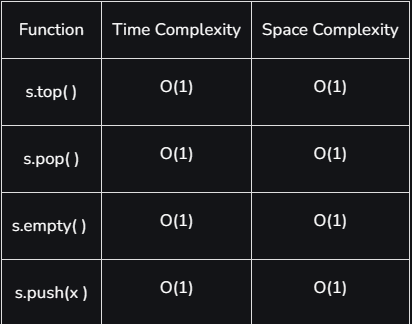 Function Time Complexity Space Complexity
s.top( ) O(1) O(1)
s.pop( ) O(1) O(1)
s.empty( ) O(1) O(1)
s.push(x ) O(1) O(1)